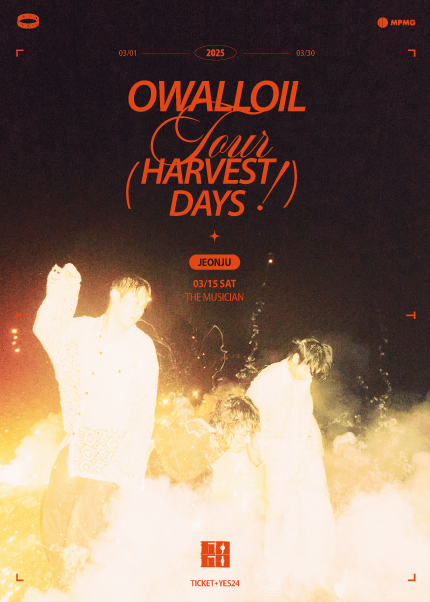 MPMG
03/01 2025 03/30
OWALLOIL
Tour
(HARVEST!)
DAYS
JEONJU
03/15 SAT
THE MUSICIAN
TICKET•YES24